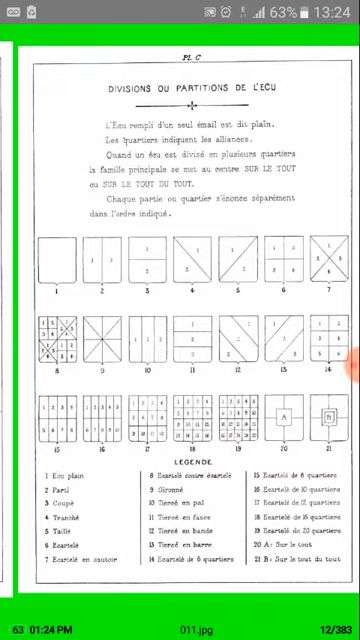 63% 13:24
Pl. C
DIVISIONS OU PARTITIONS DE L'ÉCU
L'Ecu rempli d'un seul émail est dit plain.
Les quartiers indiquent les alliances.
Quand un écu est divisé en plusieurs quartiers
la famille principale se met au centre SUR LE TOUT
ou SUR LE TOUT DU TOUT.
Chaque partie ou quartier s'énonce séparément
dans l'ordre indiqué.
1 2 3 4 5 6 7
8 9 10 11 12 13 14
A B
15 16 17 18 19 20 21
LEGENDE
1 Ecu plain
2 Parti
3 Coupé
4 Tranché
5 Taillé
6 Ecartelé
7 Ecartelé en sautoir
8 Ecartelé contre écartelé
9 Gironné
10 Tiercé en pal
11 Tiercé en fasce
12 Tiercé en bande
13 Tiercé en barre
14 Ecartelé de 6 quartiers
15 Ecartelé de 8 quartiers
16 Ecartelé de 10 quartiers
17 Ecartelé de 12 quartiers
18 Ecartelé de 16 quartiers
19 Ecartelé de 20 quartiers
20 A : Sur le tout
21 B : Sur le tout du tout
63 01:24 PM 011.jpg 12/383